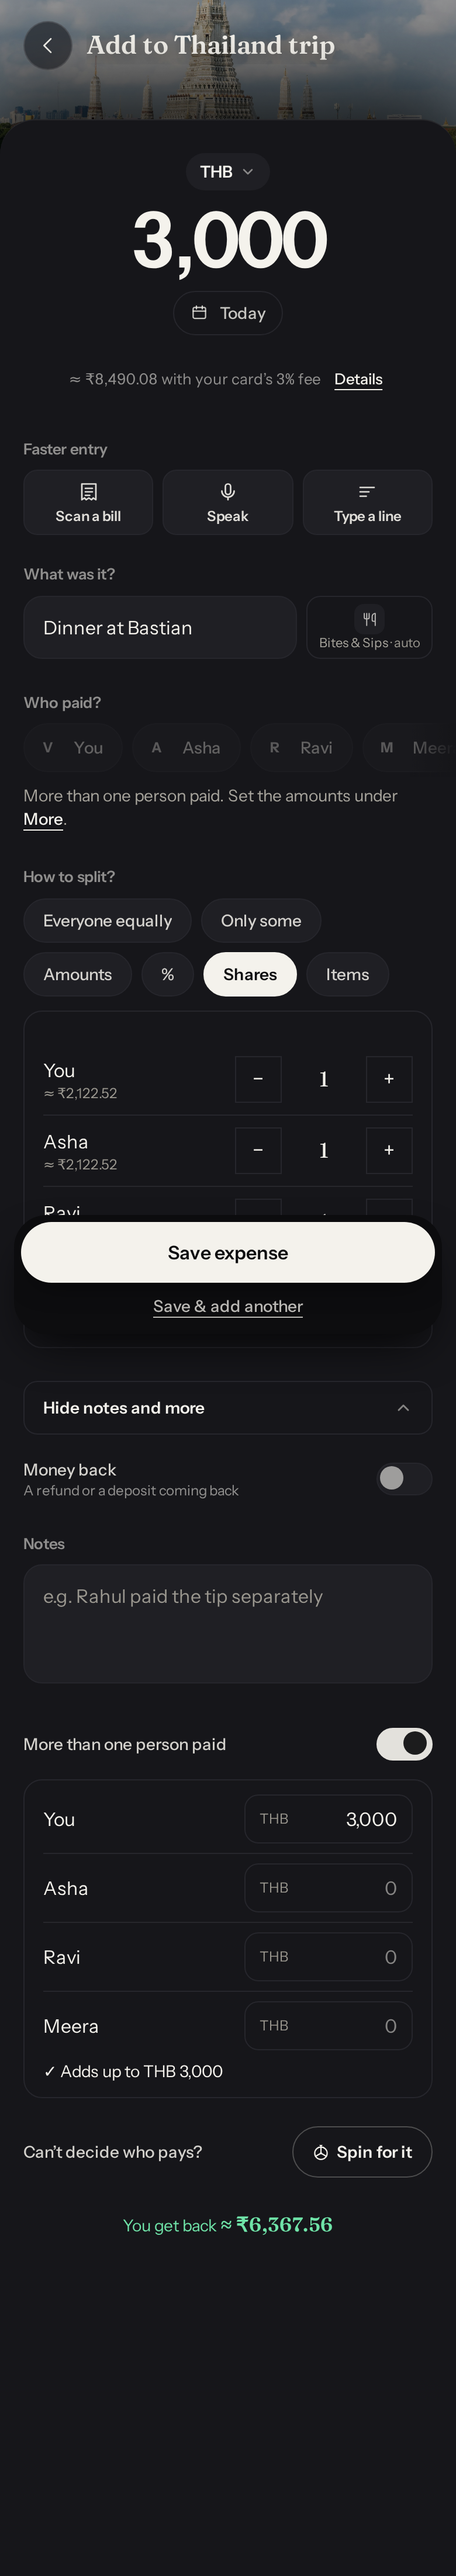 Add to Thailand trip
THB
3,000
Today
≈ ₹8,490.08 with your card's 3% fee Details
Faster entry
Scan a bill
Speak
Type a line
What was it?
Dinner at Bastian
Bites & Sips · auto
Who paid?
V You
A Asha
R Ravi
M Meer
More than one person paid. Set the amounts under
More.
How to split?
Everyone equally
Only some
Amounts
%
Shares
Items
You
≈ ₹2,122.52
− 1 +
Asha
≈ ₹2,122.52
− 1 +
Ravi
Save expense
Save & add another
Hide notes and more
Money back
A refund or a deposit coming back
Notes
e.g. Rahul paid the tip separately
More than one person paid
You THB 3,000
Asha THB 0
Ravi THB 0
Meera THB 0
✓ Adds up to THB 3,000
Can't decide who pays? Spin for it
You get back ≈ ₹6,367.56